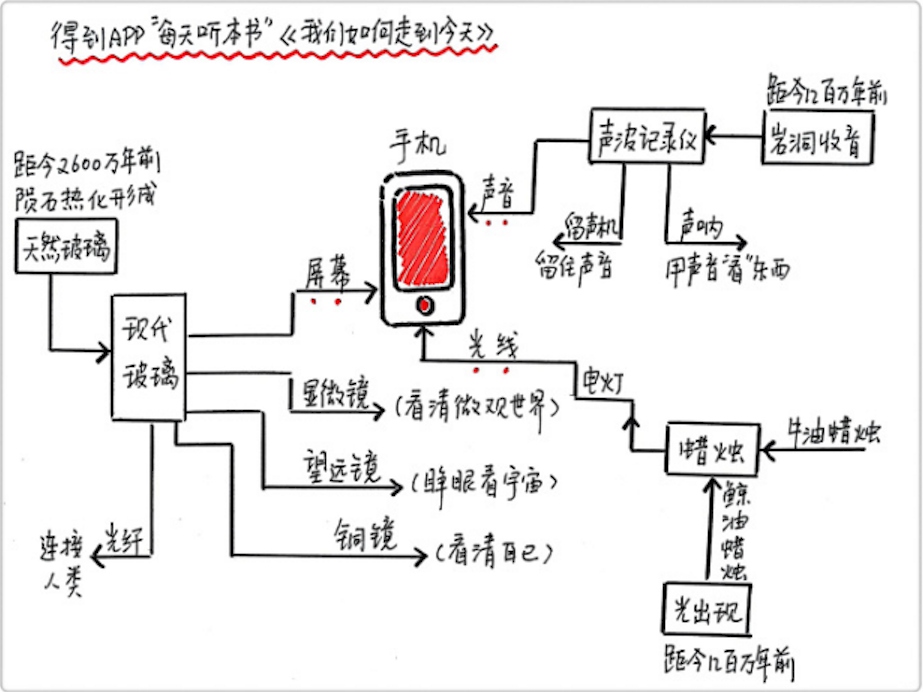 得到APP"每天听本书"《我们如何走到今天》
手机
距今12百万年前
岩洞收音
声波记录仪
声音
留声机
留住声音
声呐
用声音"看"东西
距今2600万年前
陨石热化形成
天然玻璃
现代
玻璃
屏幕
显微镜
(看清微观世界)
望远镜
(睁眼看宇宙)
铜镜
(看清自己)
光纤
连接
人类
光线
电灯
蜡烛
牛油蜡烛
鲸油蜡烛
光出现
距今12百万年前